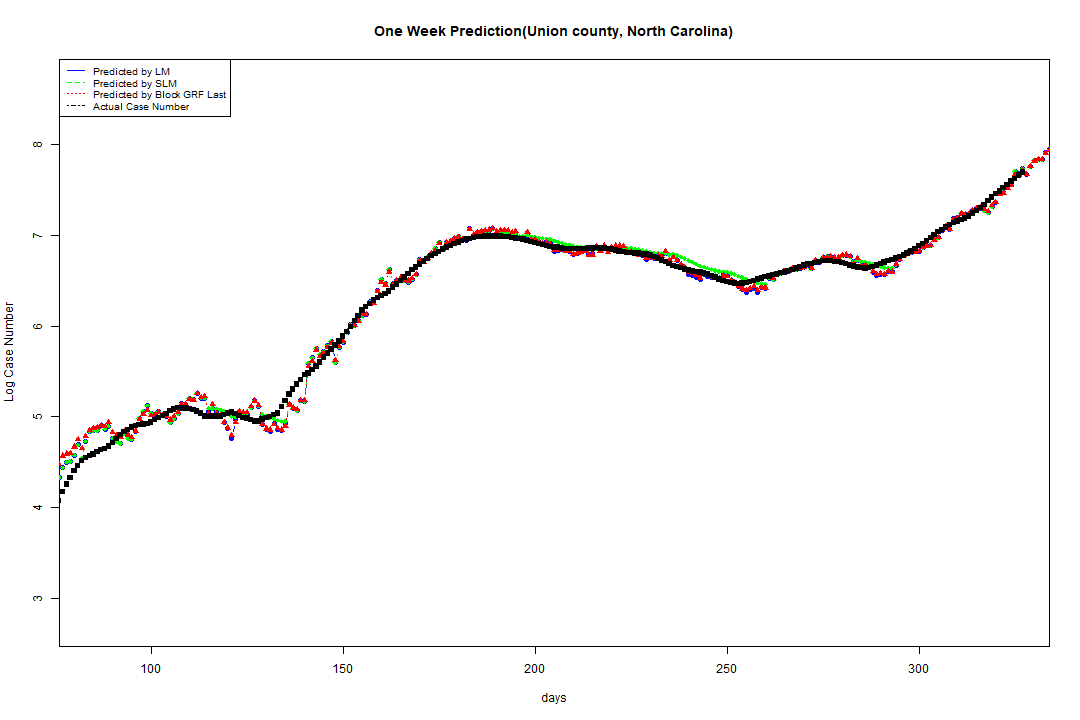 One Week Prediction(Union county, North Carolina)
Predicted by LM
Predicted by SLM
Predicted by Block GRF Last
Actual Case Number
8
7
6
5
4
3
Log Case Number
100 150 200 250 300
days